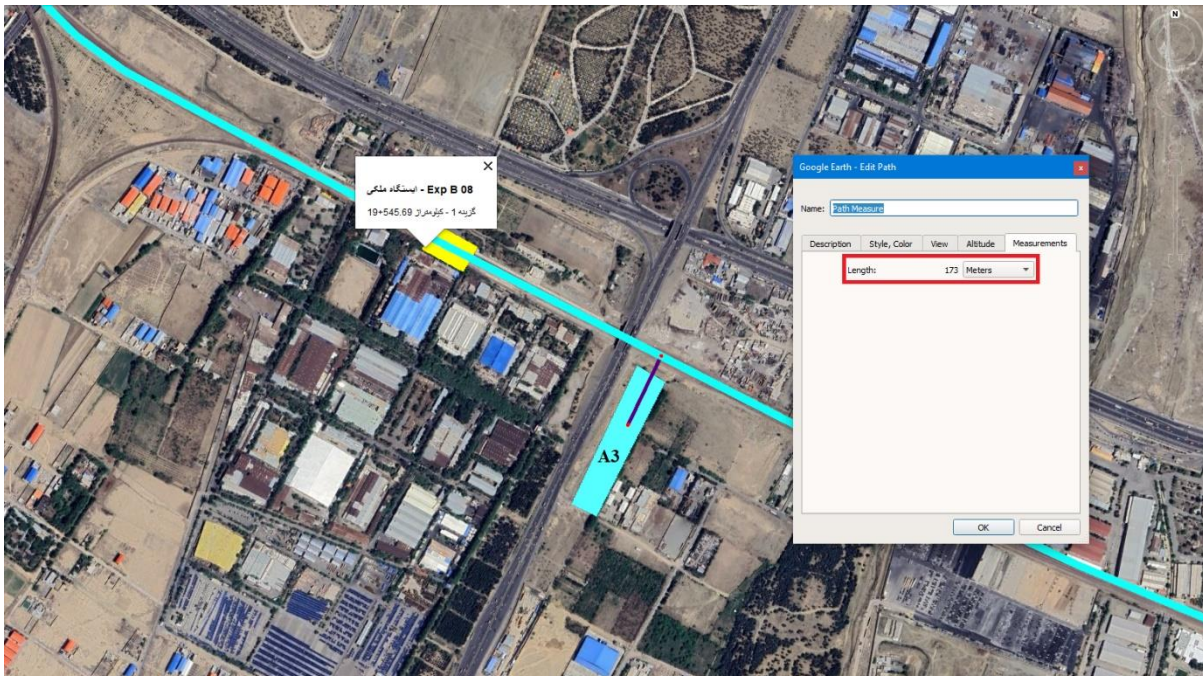 N
Exp B 08 - ایستگاه ملکی
گزینه 1 - کیلومتراژ 19+545.69
A3
Google Earth - Edit Path
Name: Path Measure
Description Style, Color View Altitude Measurements
Length: 173 Meters
OK Cancel